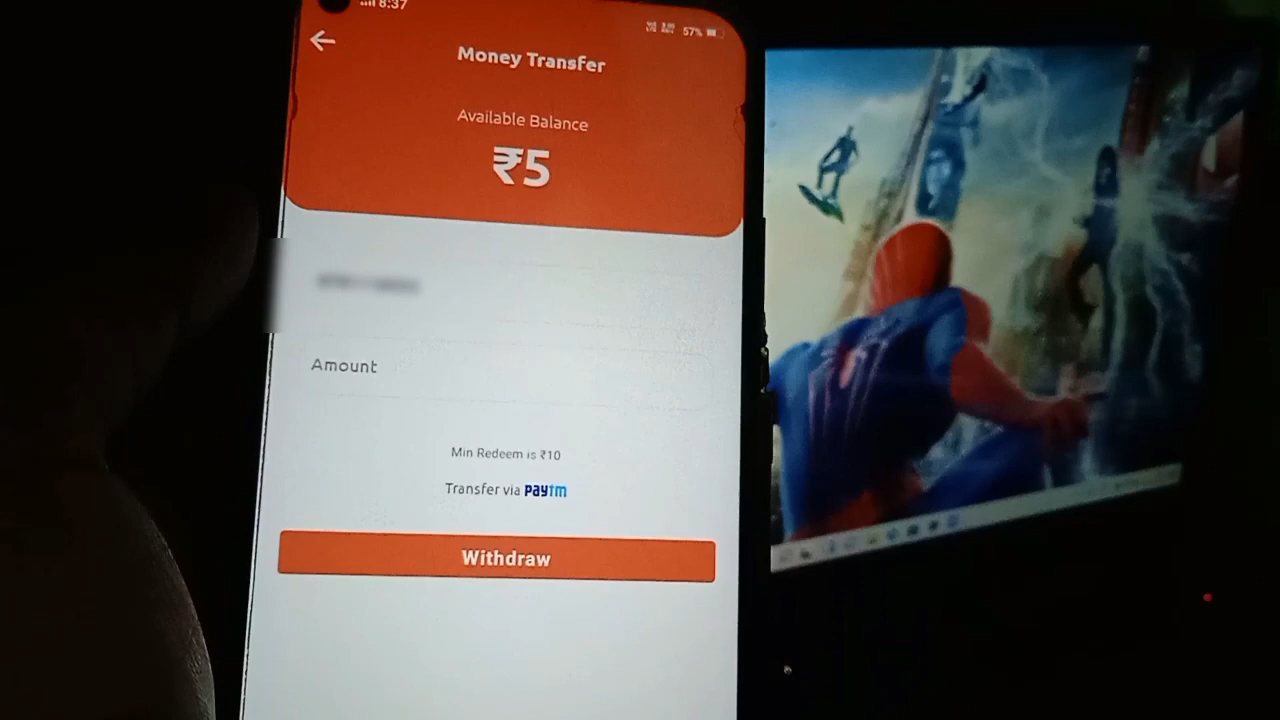 8:37
57%
Money Transfer
Available Balance
₹5
Amount
Min Redeem is ₹10
Transfer via paytm
Withdraw